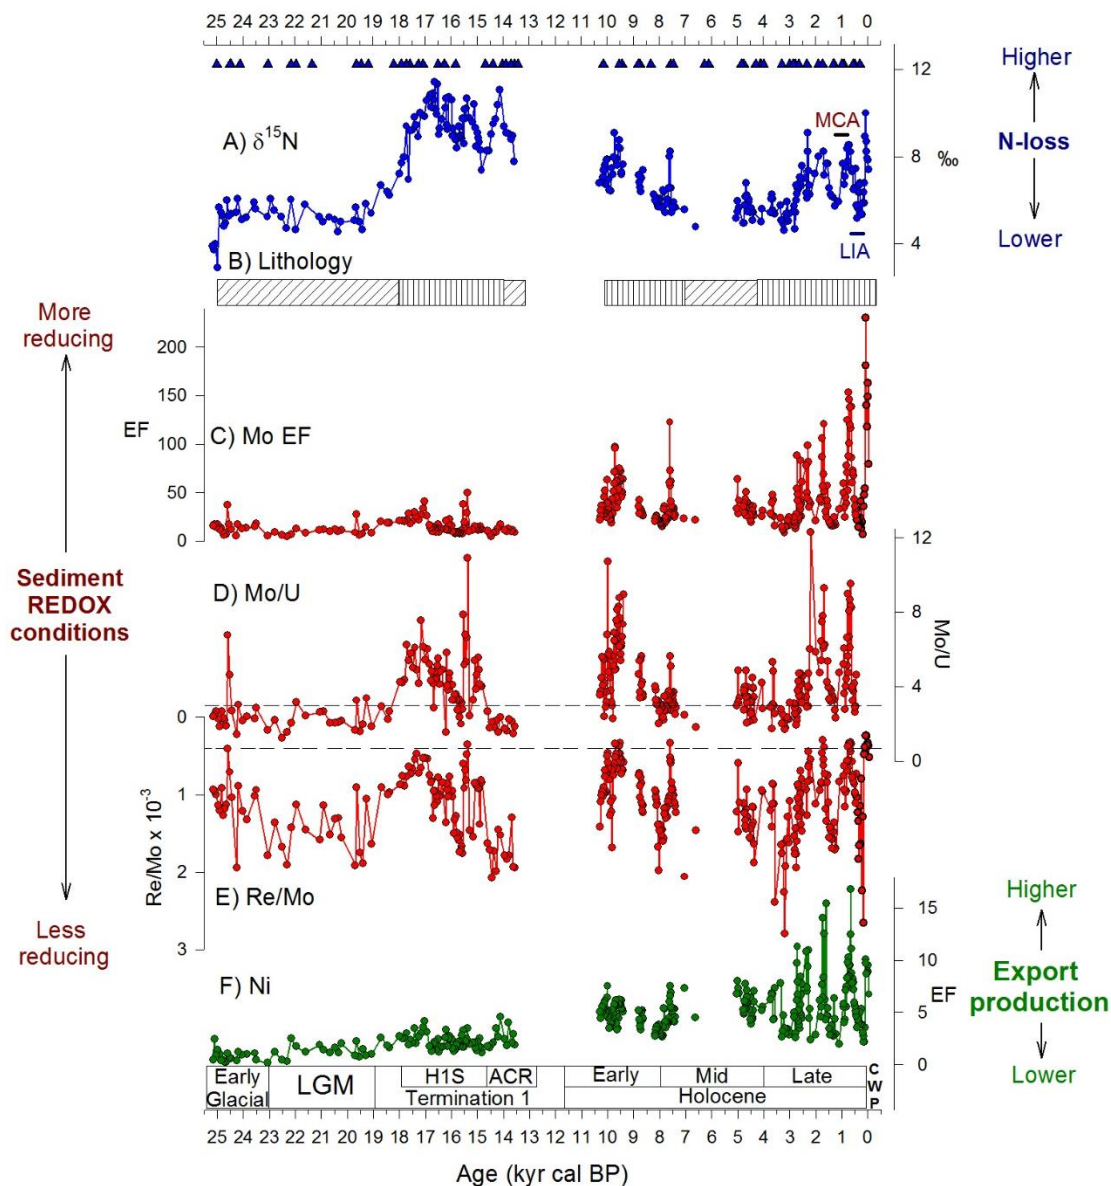 25 24 23 22 21 20 19 18 17 16 15 14 13 12 11 10 9 8 7 6 5 4 3 2 1 0
12
Higher
A) δ¹⁵N
MCA
N-loss
8
‰
4
Lower
LIA
B) Lithology
More
reducing
200
150
EF
100
C) Mo EF
50
0
12
Sediment
REDOX
conditions
D) Mo/U
8
Mo/U
4
0
0
1
Re/Mo x 10⁻³
2
E) Re/Mo
Higher
15
Less
reducing
3
F) Ni
10
EF
Export
production
5
0
Lower
Early
Glacial
LGM
H1S
ACR
Termination 1
Early
Mid
Late
Holocene
C
W
P
25 24 23 22 21 20 19 18 17 16 15 14 13 12 11 10 9 8 7 6 5 4 3 2 1 0
Age (kyr cal BP)